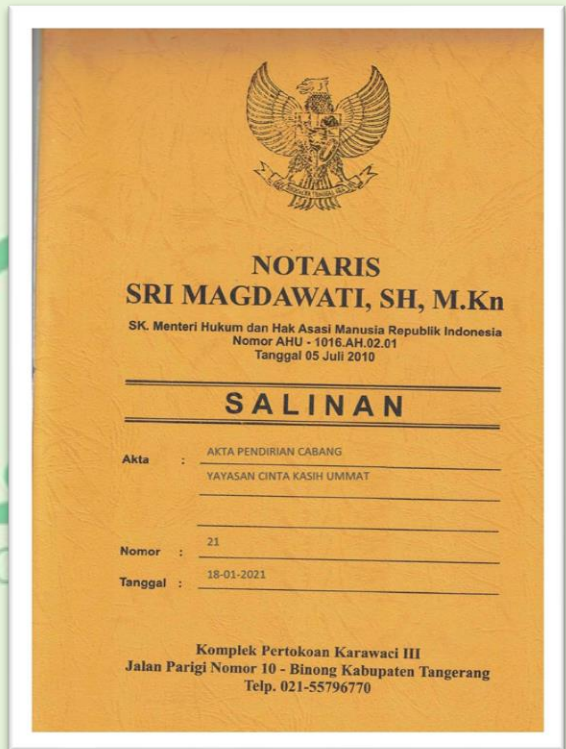 NOTARIS
SRI MAGDAWATI, SH, M.Kn
SK. Menteri Hukum dan Hak Asasi Manusia Republik Indonesia
Nomor AHU - 1016.AH.02.01
Tanggal 05 Juli 2010
SALINAN
Akta : AKTA PENDIRIAN CABANG
YAYASAN CINTA KASIH UMMAT
Nomor : 21
Tanggal : 18-01-2021
Komplek Pertokoan Karawaci III
Jalan Parigi Nomor 10 - Binong Kabupaten Tangerang
Telp. 021-55796770